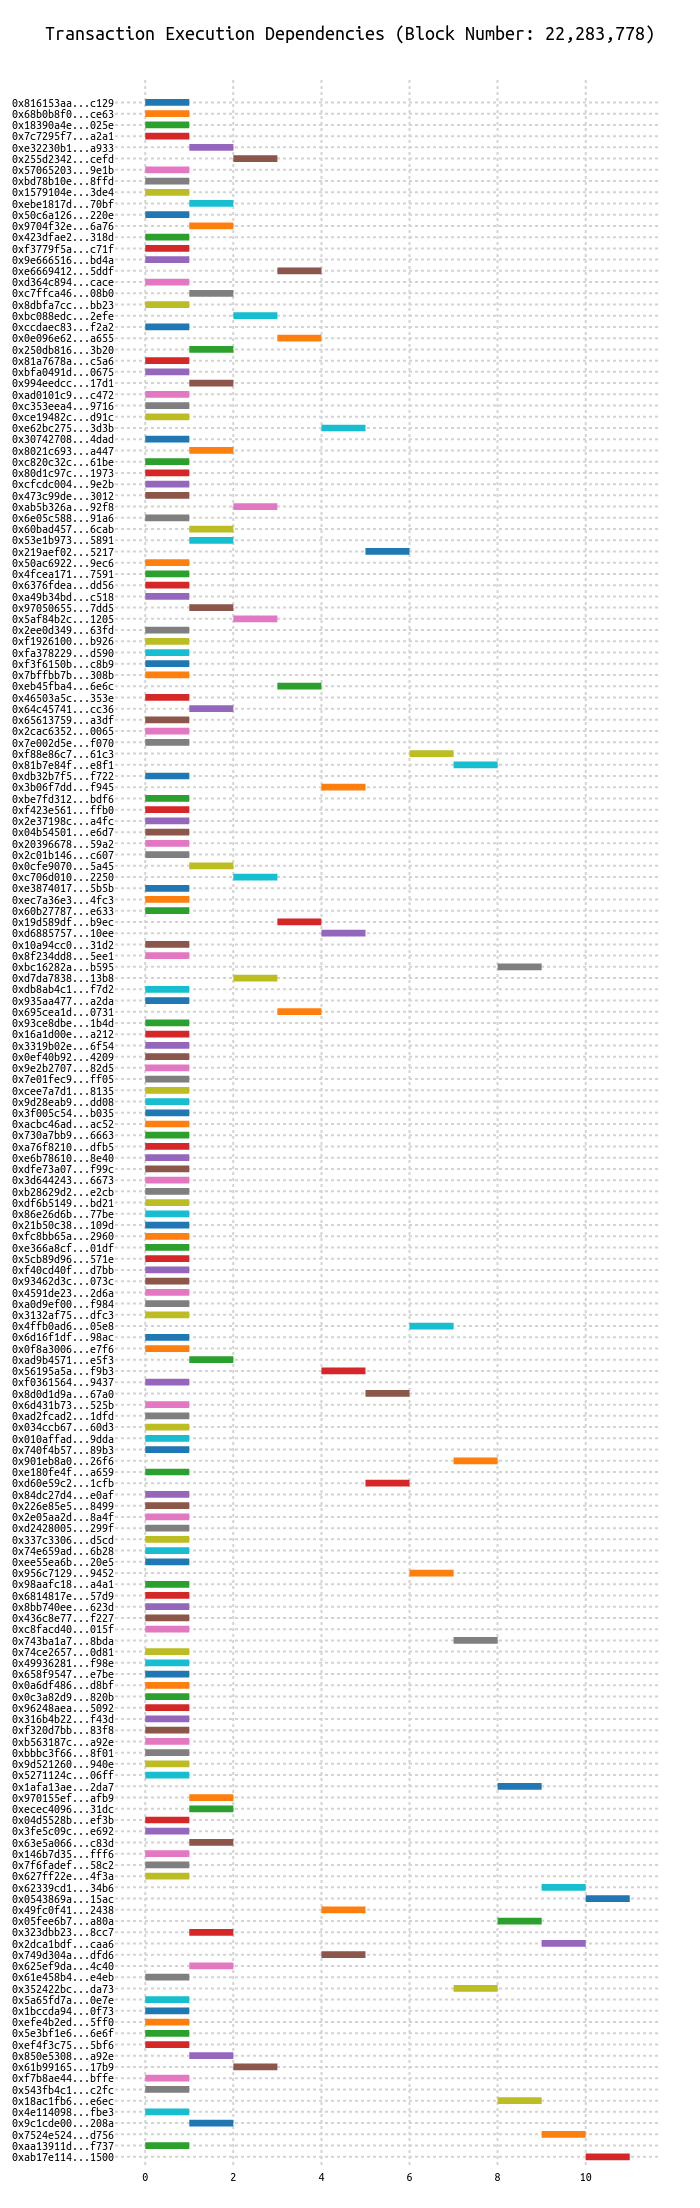 Transaction Execution Dependencies (Block Number: 22,283,778)
0x816153aa...c129
0x68b0b8f0...ce63
0x18390a4e...025e
0x7c7295f7...a2a1
0xe32230b1...a933
0x255d2342...cefd
0x57065203...9e1b
0xbd78b10e...8ffd
0x1579104e...3de4
0xebe1817d...70bf
0x50c6a126...220e
0x9704f32e...6a76
0x423dfae2...318d
0xf3779f5a...c71f
0x9e666516...bd4a
0xe6669412...5ddf
0xd364c894...cace
0xc7ffca46...08b0
0x8dbfa7cc...bb23
0xbc088edc...2efe
0xccdaec83...f2a2
0x0e096e62...a655
0x250db816...3b20
0x81a7678a...c5a6
0xbfa0491d...0675
0x994eedcc...17d1
0xad0101c9...c472
0xc353eea4...9716
0xce19482c...d91c
0xe62bc275...3d3b
0x30742708...4dad
0x8021c693...a447
0xc820c32c...61be
0x80d1c97c...1973
0xcfcdc004...9e2b
0x473c99de...3012
0xab5b326a...92f8
0x6e05c588...91a6
0x60bad457...6cab
0x53e1b973...5891
0x219aef02...5217
0x50ac6922...9ec6
0x4fcea171...7591
0x6376fdea...dd56
0xa49b34bd...c518
0x97050655...7dd5
0x5af84b2c...1205
0x2ee0d349...63fd
0xf1926100...b926
0xfa378229...d590
0xf3f6150b...c8b9
0x7bffbb7b...308b
0xeb45fba4...6e6c
0x46503a5c...353e
0x64c45741...cc36
0x65613759...a3df
0x2cac6352...0065
0x7e002d5e...f070
0xf88e86c7...61c3
0x81b7e84f...e8f1
0xdb32b7f5...f722
0x3b06f7dd...f945
0xbe7fd312...bdf6
0xf423e561...ffb0
0x2e37198c...a4fc
0x04b54501...e6d7
0x20396678...59a2
0x2c01b146...c607
0x0cfe9070...5a45
0xc706d010...2250
0xe3874017...5b5b
0xec7a36e3...4fc3
0x60b27787...e633
0x19d589df...b9ec
0xd6885757...10ee
0x10a94cc0...31d2
0x8f234dd8...5ee1
0xbc16282a...b595
0xd7da7838...13b8
0xdb8ab4c1...f7d2
0x935aa477...a2da
0x695cea1d...0731
0x93ce8dbe...1b4d
0x16a1d00e...a212
0x3319b02e...6f54
0x0ef40b92...4209
0x9e2b2707...82d5
0x7e01fec9...ff05
0xcee7a7d1...8135
0x9d28eab9...dd08
0x3f005c54...b035
0xacbc46ad...ac52
0x730a7bb9...6663
0xa76f8210...dfb5
0xe6b78610...8e40
0xdfe73a07...f99c
0x3d644243...6673
0xb28629d2...e2cb
0xdf6b5149...bd21
0x86e26d6b...77be
0x21b50c38...109d
0xfc8bb65a...2960
0xe366a8cf...01df
0x5cb89d96...571e
0xf40cd40f...d7bb
0x93462d3c...073c
0x4591de23...2d6a
0xa0d9ef00...f984
0x3132af75...dfc3
0x4ffb0ad6...05e8
0x6d16f1df...98ac
0x0f8a3006...e7f6
0xad9b4571...e5f3
0x56195a5a...f9b3
0xf0361564...9437
0x8d0d1d9a...67a0
0x6d431b73...525b
0xad2fcad2...1dfd
0x034ccb67...60d3
0x010affad...9dda
0x740f4b57...89b3
0x901eb8a0...26f6
0xe180fe4f...a659
0xd60e59c2...1cfb
0x84dc27d4...e0af
0x226e85e5...8499
0x2e05aa2d...8a4f
0xd2428005...299f
0x337c3306...d5cd
0x74e659ad...6b28
0xee55ea6b...20e5
0x956c7129...9452
0x98aafc18...a4a1
0x6814817e...57d9
0x8bb740ee...623d
0x436c8e77...f227
0xc8facd40...015f
0x743ba1a7...8bda
0x74ce2657...0d81
0x49936281...f98e
0x658f9547...e7be
0x0a6df486...d8bf
0x0c3a82d9...820b
0x96248aea...5092
0x316b4b22...f43d
0xf320d7bb...83f8
0xb563187c...a92e
0xbbbc3f66...8f01
0x9d521260...940e
0x5271124c...06ff
0x1afa13ae...2da7
0x970155ef...afb9
0xecec4096...31dc
0x04d5528b...ef3b
0x3fe5c09c...e692
0x63e5a066...c83d
0x146b7d35...fff6
0x7f6fadef...58c2
0x627ff22e...4f3a
0x62339cd1...34b6
0x0543869a...15ac
0x49fc0f41...2438
0x05fee6b7...a80a
0x323dbb23...8cc7
0x2dca1bdf...caa6
0x749d304a...dfd6
0x625ef9da...4c40
0x61e458b4...e4eb
0x352422bc...da73
0x5a65fd7a...0e7e
0x1bccda94...0f73
0xefe4b2ed...5ff0
0x5e3bf1e6...6e6f
0xef4f3c75...5bf6
0x850e5308...a92e
0x61b99165...17b9
0xf7b8ae44...bffe
0x543fb4c1...c2fc
0x18ac1fb6...e6ec
0x4e114098...fbe3
0x9c1cde00...208a
0x7524e524...d756
0xaa13911d...f737
0xab17e114...1500
0 2 4 6 8 10